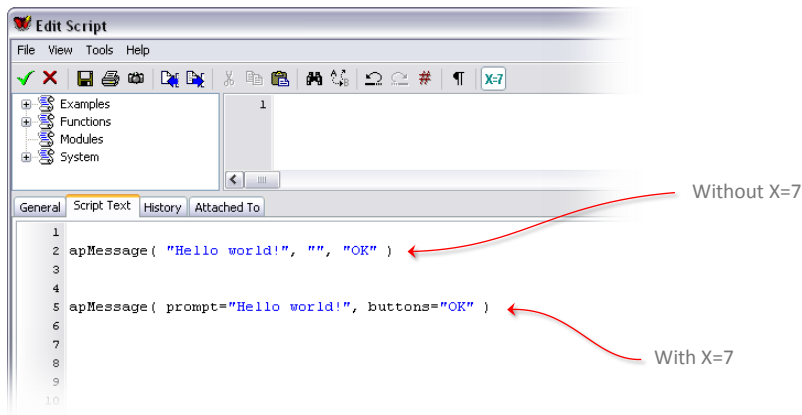 Edit Script
File View Tools Help
X=7
Examples
Functions
Modules
System
1
Without X=7
General Script Text History Attached To
1
2 apMessage( "Hello world!", "", "OK" )
3
4
5 apMessage( prompt="Hello world!", buttons="OK" )
6
7
With X=7
8
9
10